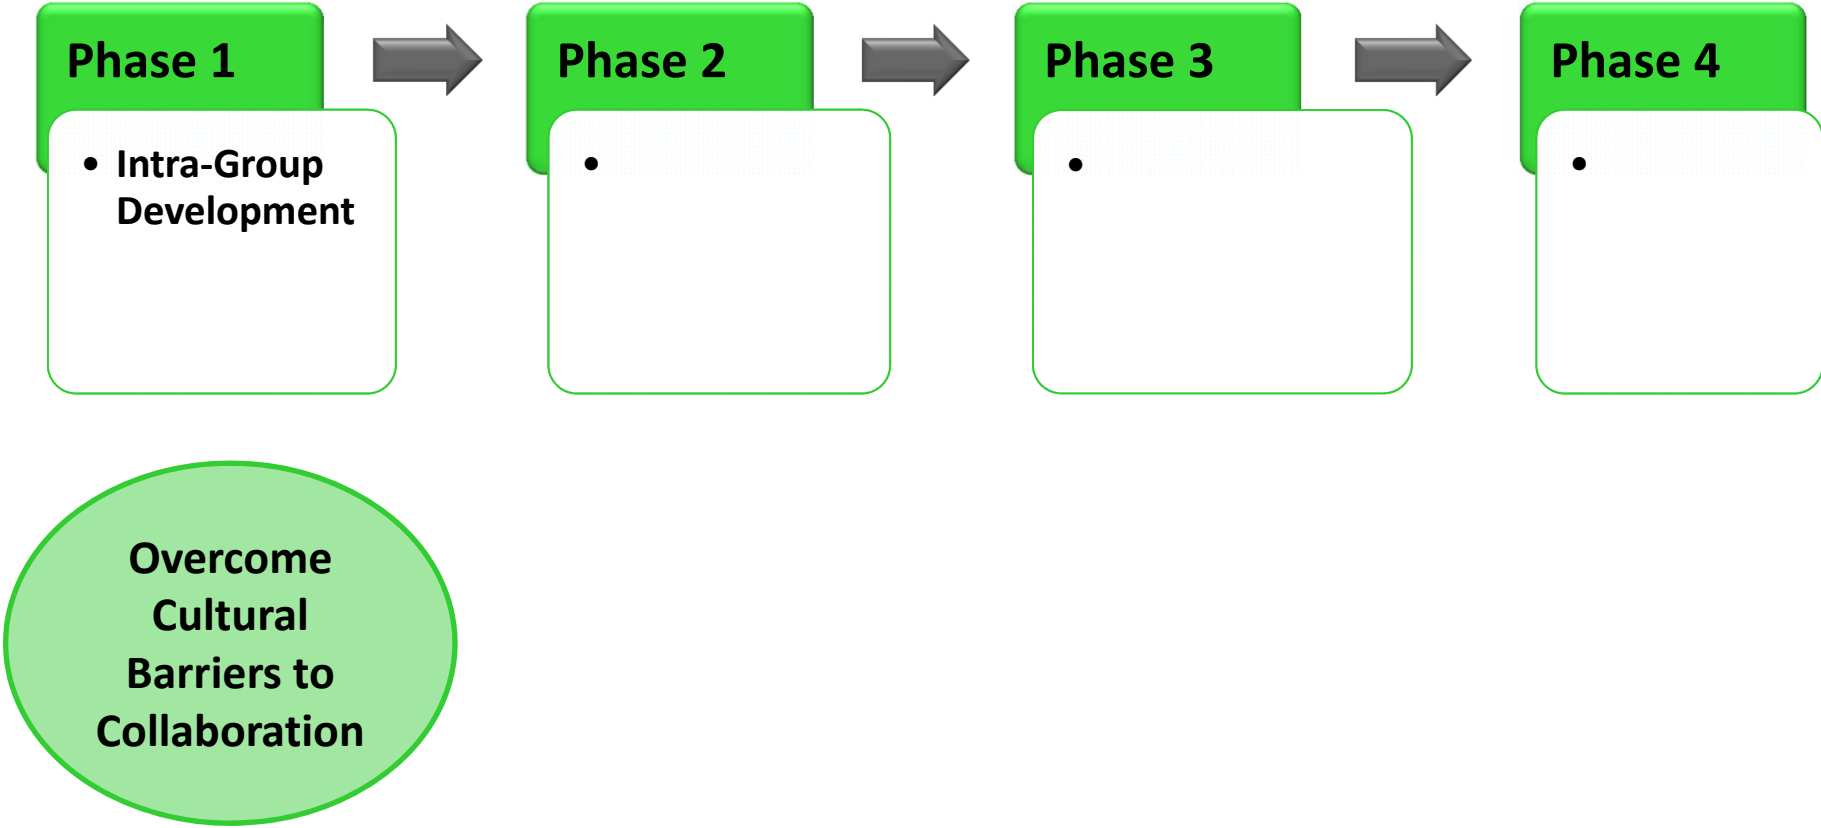 Phase 1
Phase 2
Phase 3
Phase 4
• Intra-Group
Development
•
•
•
Overcome
Cultural
Barriers to
Collaboration